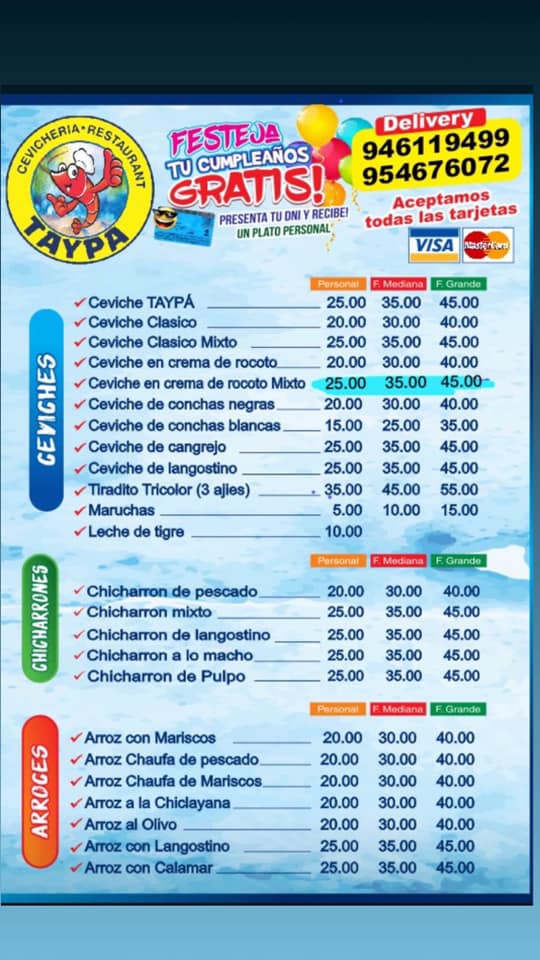 CEVICHERIA • RESTAURANT
TAYPA
FESTEJA
TU CUMPLEAÑOS
GRATIS!
PRESENTA TU DNI Y RECIBE!
UN PLATO PERSONAL
Delivery
946119499
954676072
Aceptamos
todas las tarjetas
VISA MasterCard
CEVICHES
Personal F. Mediana F. Grande
Ceviche TAYPÁ 25.00 35.00 45.00
Ceviche Clasico 20.00 30.00 40.00
Ceviche Clasico Mixto 25.00 35.00 45.00
Ceviche en crema de rocoto 20.00 30.00 40.00
Ceviche en crema de rocoto Mixto 25.00 35.00 45.00
Ceviche de conchas negras 20.00 30.00 40.00
Ceviche de conchas blancas 15.00 25.00 35.00
Ceviche de cangrejo 25.00 35.00 45.00
Ceviche de langostino 25.00 35.00 45.00
Tiradito Tricolor (3 ajies) 35.00 45.00 55.00
Maruchas 5.00 10.00 15.00
Leche de tigre 10.00
CHICHARRONES
Personal F. Mediana F. Grande
Chicharron de pescado 20.00 30.00 40.00
Chicharron mixto 25.00 35.00 45.00
Chicharron de langostino 25.00 35.00 45.00
Chicharron a lo macho 25.00 35.00 45.00
Chicharron de Pulpo 25.00 35.00 45.00
ARROCES
Personal F. Mediana F. Grande
Arroz con Mariscos 20.00 30.00 40.00
Arroz Chaufa de pescado 20.00 30.00 40.00
Arroz Chaufa de Mariscos 20.00 30.00 40.00
Arroz a la Chiclayana 20.00 30.00 40.00
Arroz al Olivo 20.00 30.00 40.00
Arroz con Langostino 25.00 35.00 45.00
Arroz con Calamar 25.00 35.00 45.00